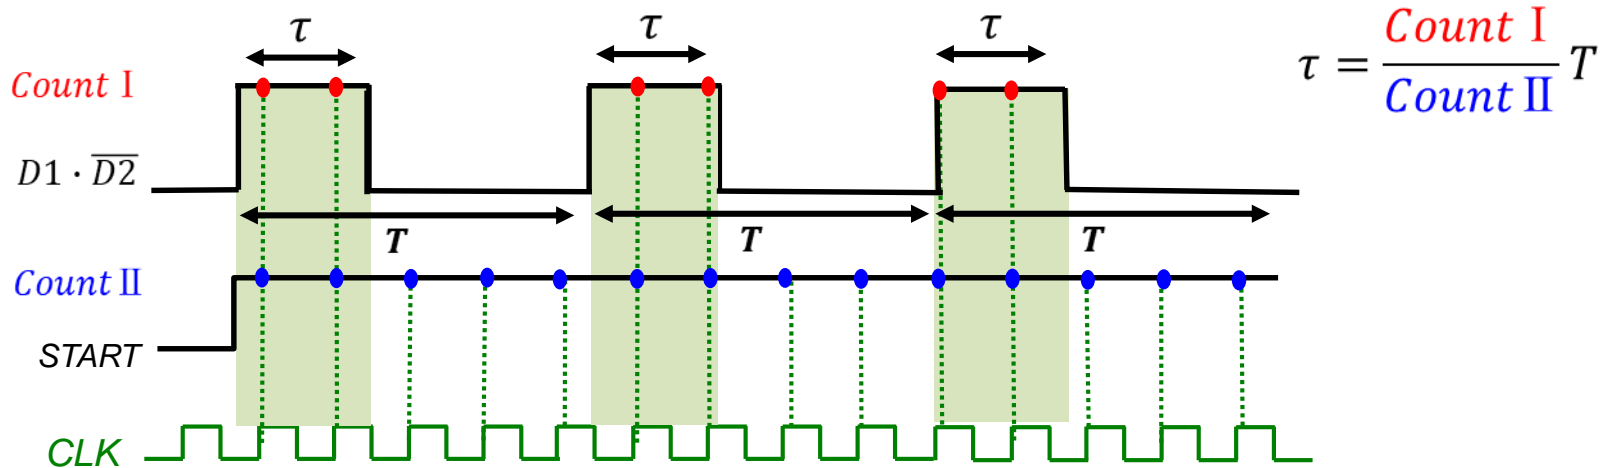 τ τ τ
τ = Count Ⅰ / Count Ⅱ T
Count Ⅰ
D1 · D2̅
T T T
Count Ⅱ
START
CLK